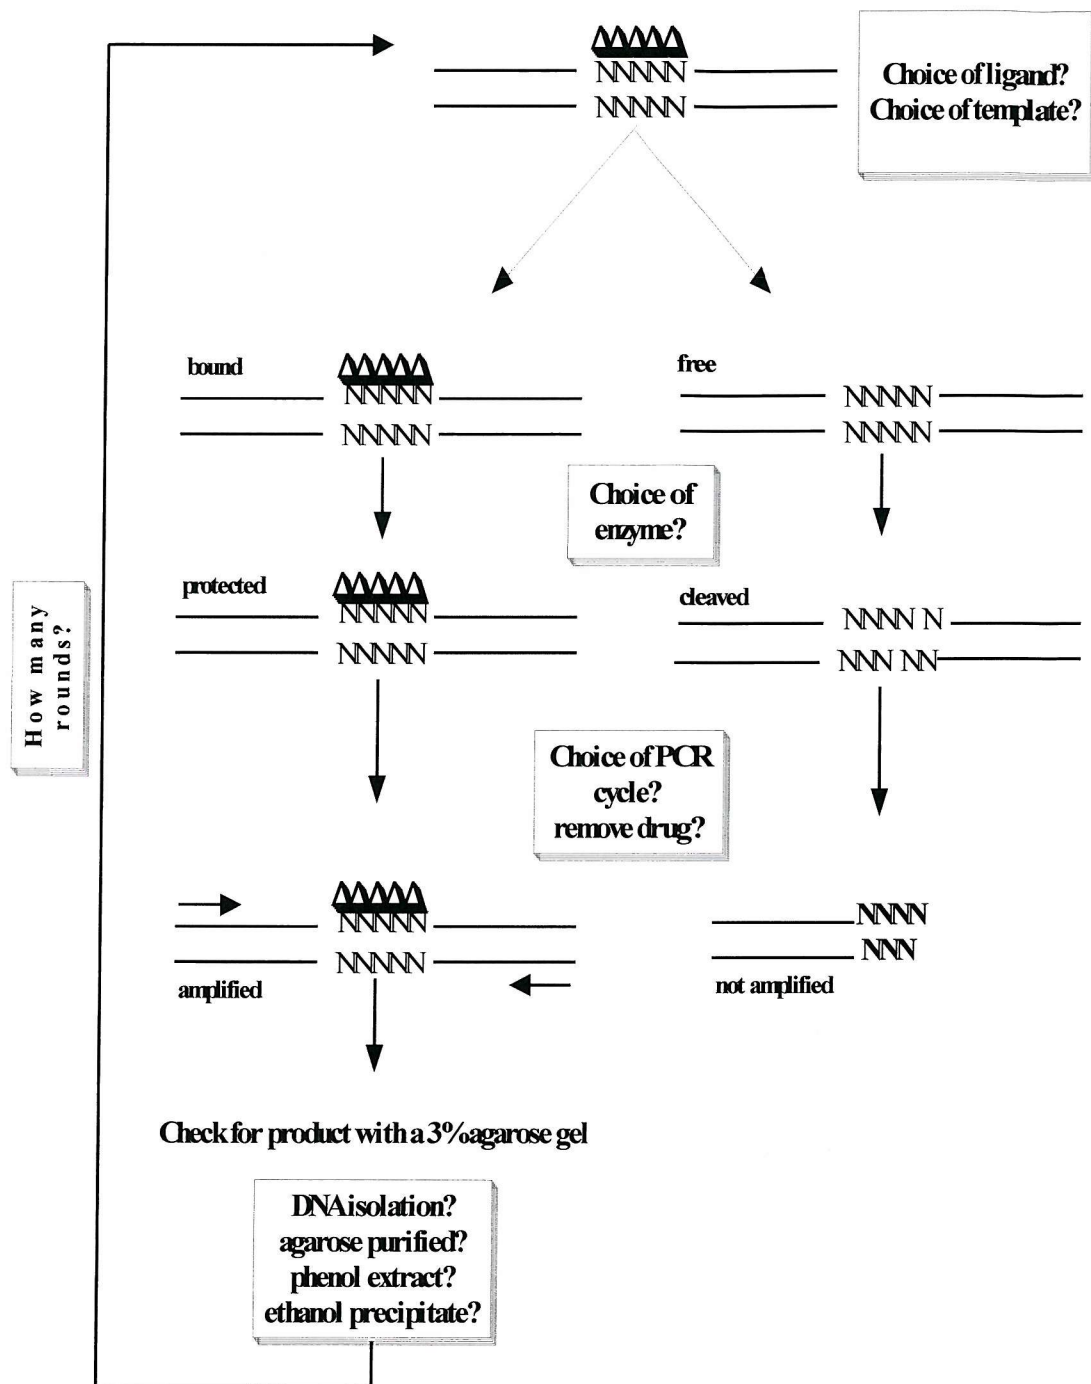 NNNNN
NNNNN
Choice of ligand?
Choice of template?
bound
NNNNN
NNNNN
free
NNNNN
NNNNN
Choice of
enzyme?
protected
NNNNN
NNNNN
cleaved
NNNN N
NNN NN
How many
rounds?
Choice of PCR
cycle?
remove drug?
NNNNN
NNNNN
amplified
NNNN
NNN
not amplified
Check for product with a 3% agarose gel
DNA isolation?
agarose purified?
phenol extract?
ethanol precipitate?